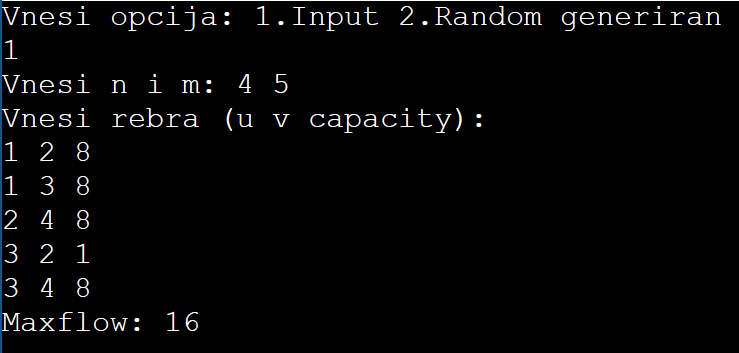 Vnesi opcija: 1.Input 2.Random generiran
1
Vnesi n i m: 4 5
Vnesi rebra (u v capacity):
1 2 8
1 3 8
2 4 8
3 2 1
3 4 8
Maxflow: 16